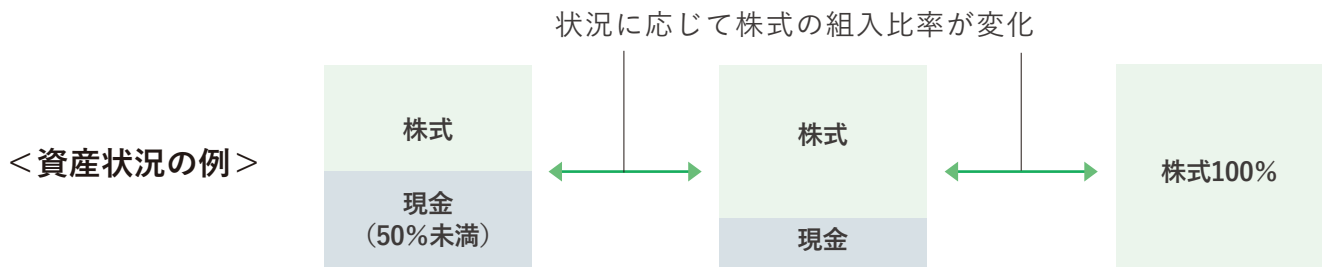 状況に応じて株式の組入比率が変化
＜資産状況の例＞
株式
現金
（50%未満）
株式
現金
株式100%